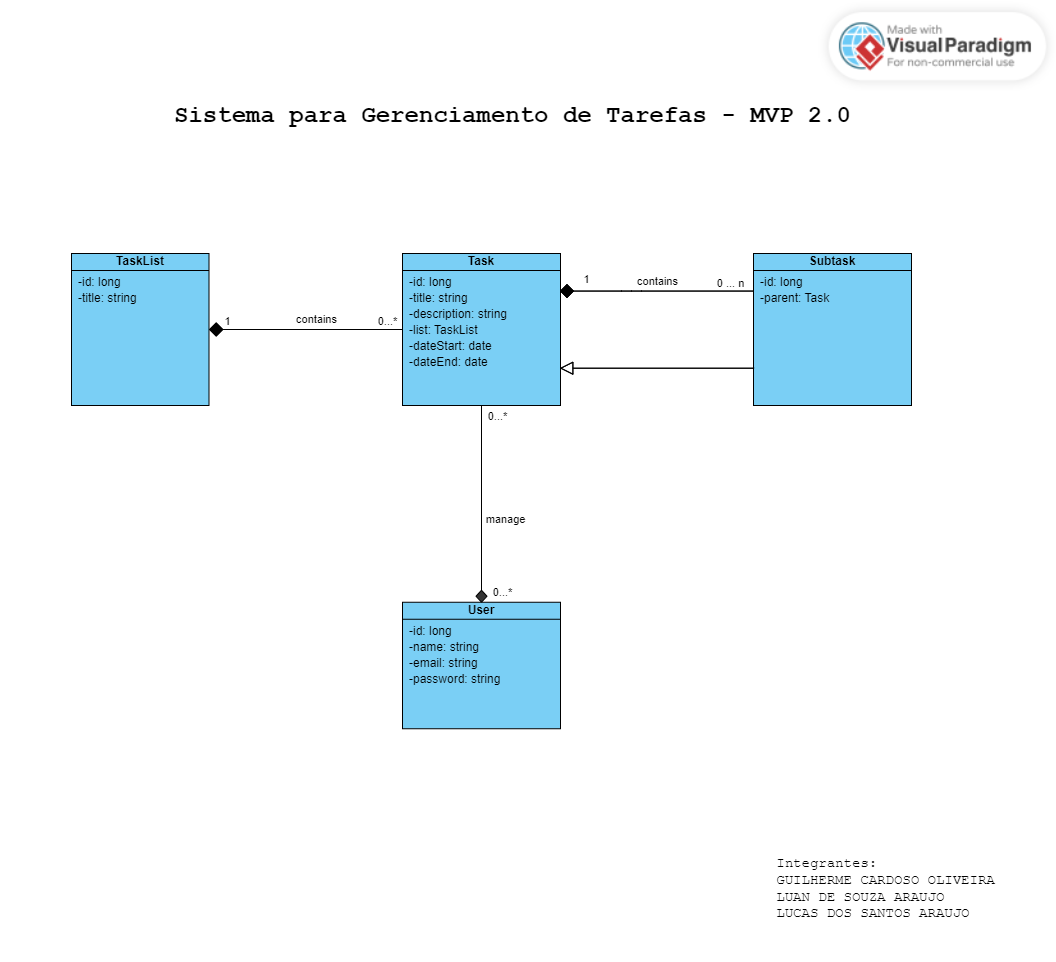 Made with
Visual Paradigm
For non-commercial use
Sistema para Gerenciamento de Tarefas - MVP 2.0
TaskList
-id: long
-title: string
1
contains
0...*
Task
-id: long
-title: string
-description: string
-list: TaskList
-dateStart: date
-dateEnd: date
1
contains
0 ... n
Subtask
-id: long
-parent: Task
0...*
manage
0...*
User
-id: long
-name: string
-email: string
-password: string
Integrantes:
GUILHERME CARDOSO OLIVEIRA
LUAN DE SOUZA ARAUJO
LUCAS DOS SANTOS ARAUJO